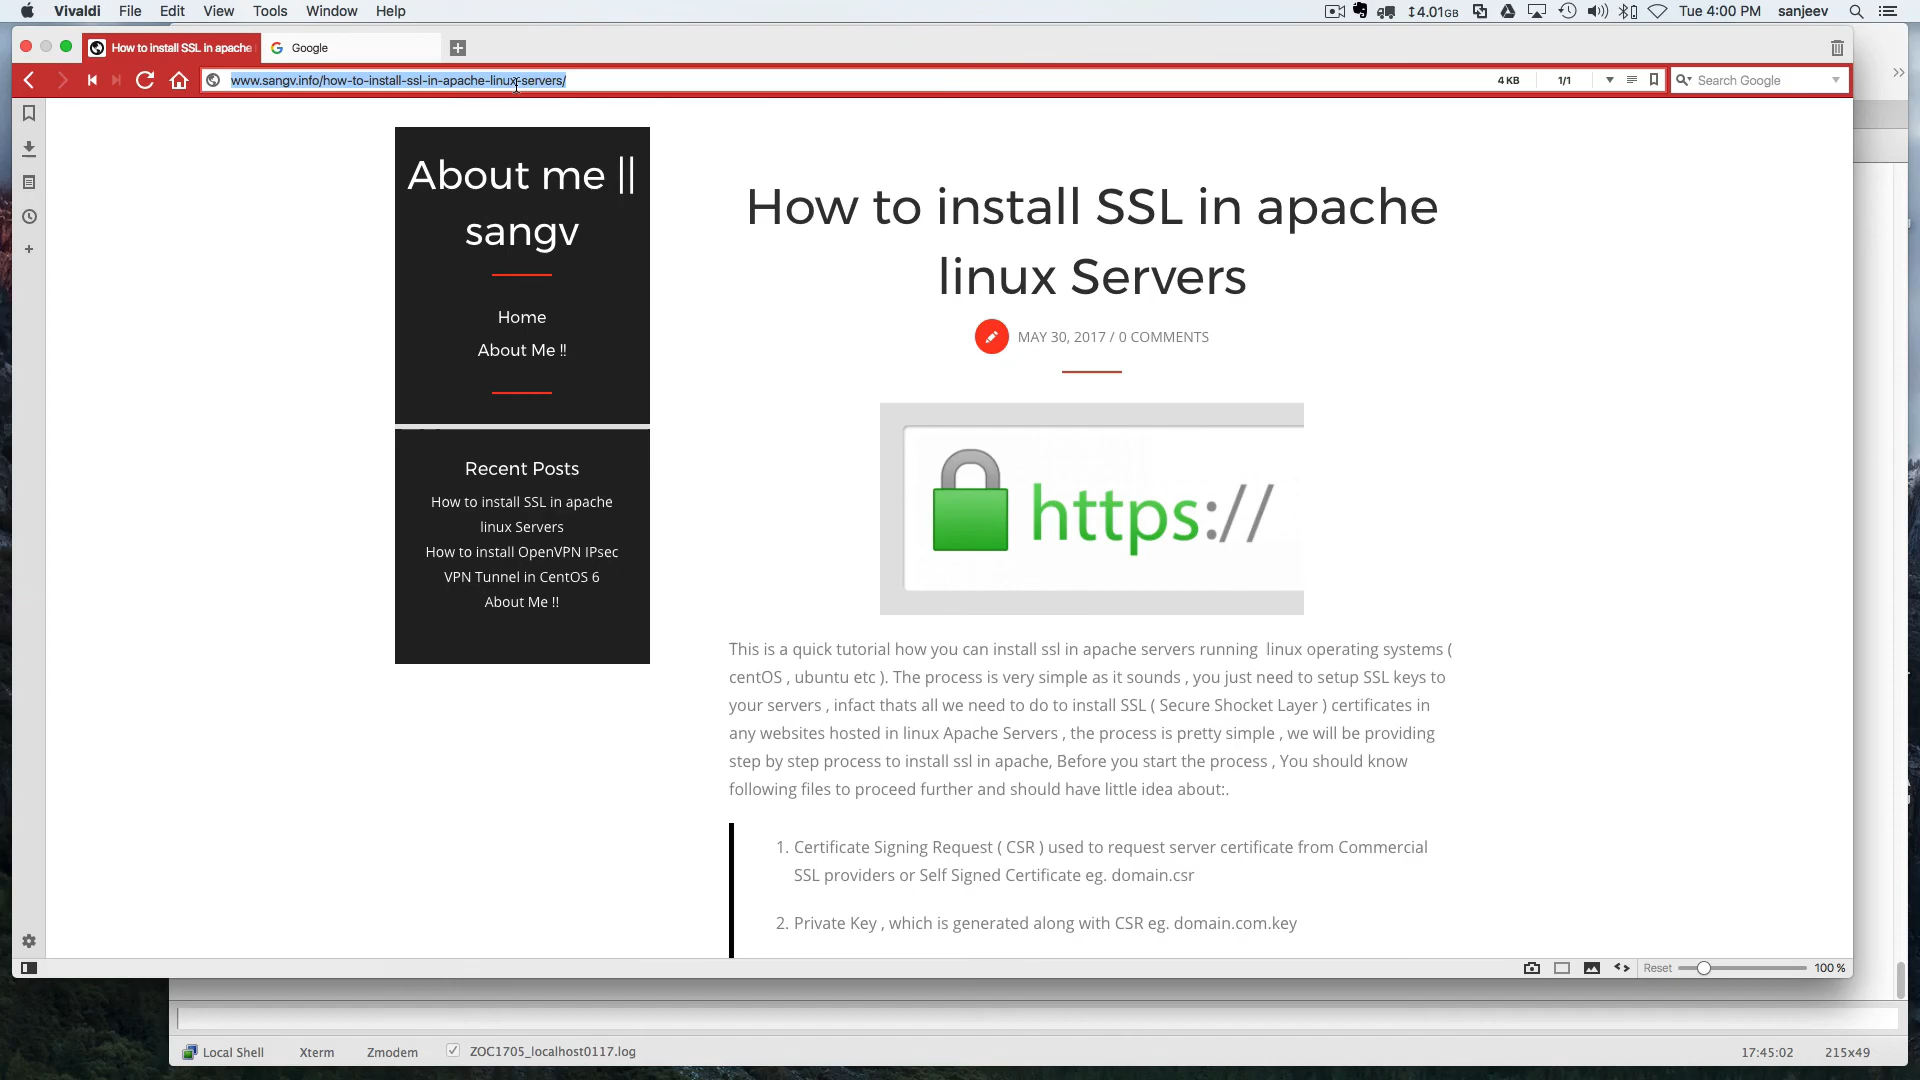 Vivaldi File Edit View Tools Window Help
4.01GB Tue 4:00 PM sanjeev
How to install SSL in apache
Google
www.sangv.info/how-to-install-ssl-in-apache-linux-servers/
4 KB 1/1
Search Google
About me ||
sangv
Home
About Me !!
Recent Posts
How to install SSL in apache
linux Servers
How to install OpenVPN IPsec
VPN Tunnel in CentOS 6
About Me !!
How to install SSL in apache
linux Servers
MAY 30, 2017 / 0 COMMENTS
https://
This is a quick tutorial how you can install ssl in apache servers running linux operating systems (
centOS , ubuntu etc ). The process is very simple as it sounds , you just need to setup SSL keys to
your servers , infact thats all we need to do to install SSL ( Secure Shocket Layer ) certificates in
any websites hosted in linux Apache Servers , the process is pretty simple , we will be providing
step by step process to install ssl in apache, Before you start the process , You should know
following files to proceed further and should have little idea about:.
1. Certificate Signing Request ( CSR ) used to request server certificate from Commercial
SSL providers or Self Signed Certificate eg. domain.csr
2. Private Key , which is generated along with CSR eg. domain.com.key
Reset 100 %
Local Shell Xterm Zmodem ZOC1705_localhost0117.log 17:45:02 215x49